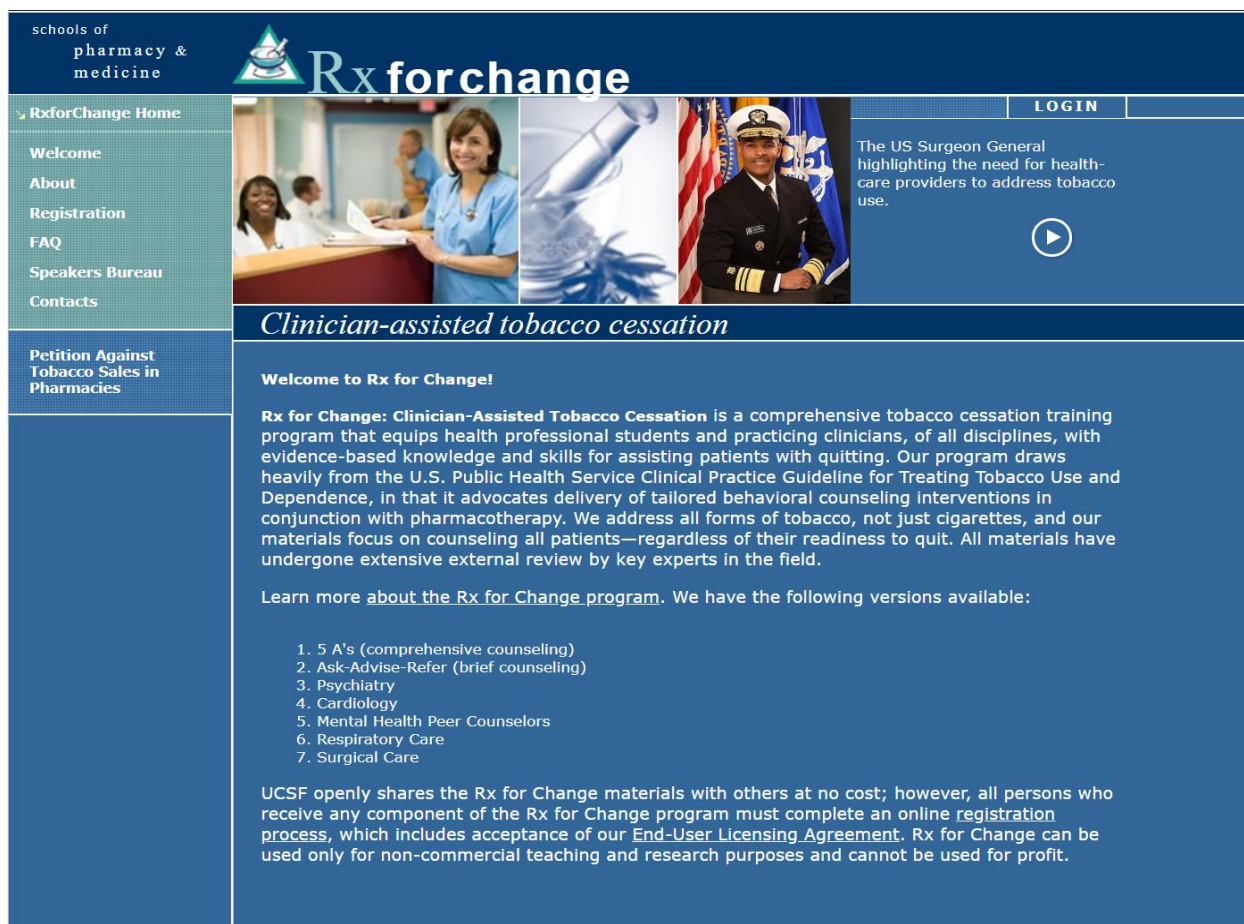 schools of
pharmacy &
medicine
Rx for change
RxforChange Home
Welcome
About
Registration
FAQ
Speakers Bureau
Contacts
Petition Against
Tobacco Sales in
Pharmacies
LOGIN
The US Surgeon General
highlighting the need for health-
care providers to address tobacco
use.
Clinician-assisted tobacco cessation
Welcome to Rx for Change!
Rx for Change: Clinician-Assisted Tobacco Cessation is a comprehensive tobacco cessation training
program that equips health professional students and practicing clinicians, of all disciplines, with
evidence-based knowledge and skills for assisting patients with quitting. Our program draws
heavily from the U.S. Public Health Service Clinical Practice Guideline for Treating Tobacco Use and
Dependence, in that it advocates delivery of tailored behavioral counseling interventions in
conjunction with pharmacotherapy. We address all forms of tobacco, not just cigarettes, and our
materials focus on counseling all patients—regardless of their readiness to quit. All materials have
undergone extensive external review by key experts in the field.
Learn more about the Rx for Change program. We have the following versions available:
1. 5 A's (comprehensive counseling)
2. Ask-Advise-Refer (brief counseling)
3. Psychiatry
4. Cardiology
5. Mental Health Peer Counselors
6. Respiratory Care
7. Surgical Care
UCSF openly shares the Rx for Change materials with others at no cost; however, all persons who
receive any component of the Rx for Change program must complete an online registration
process, which includes acceptance of our End-User Licensing Agreement. Rx for Change can be
used only for non-commercial teaching and research purposes and cannot be used for profit.